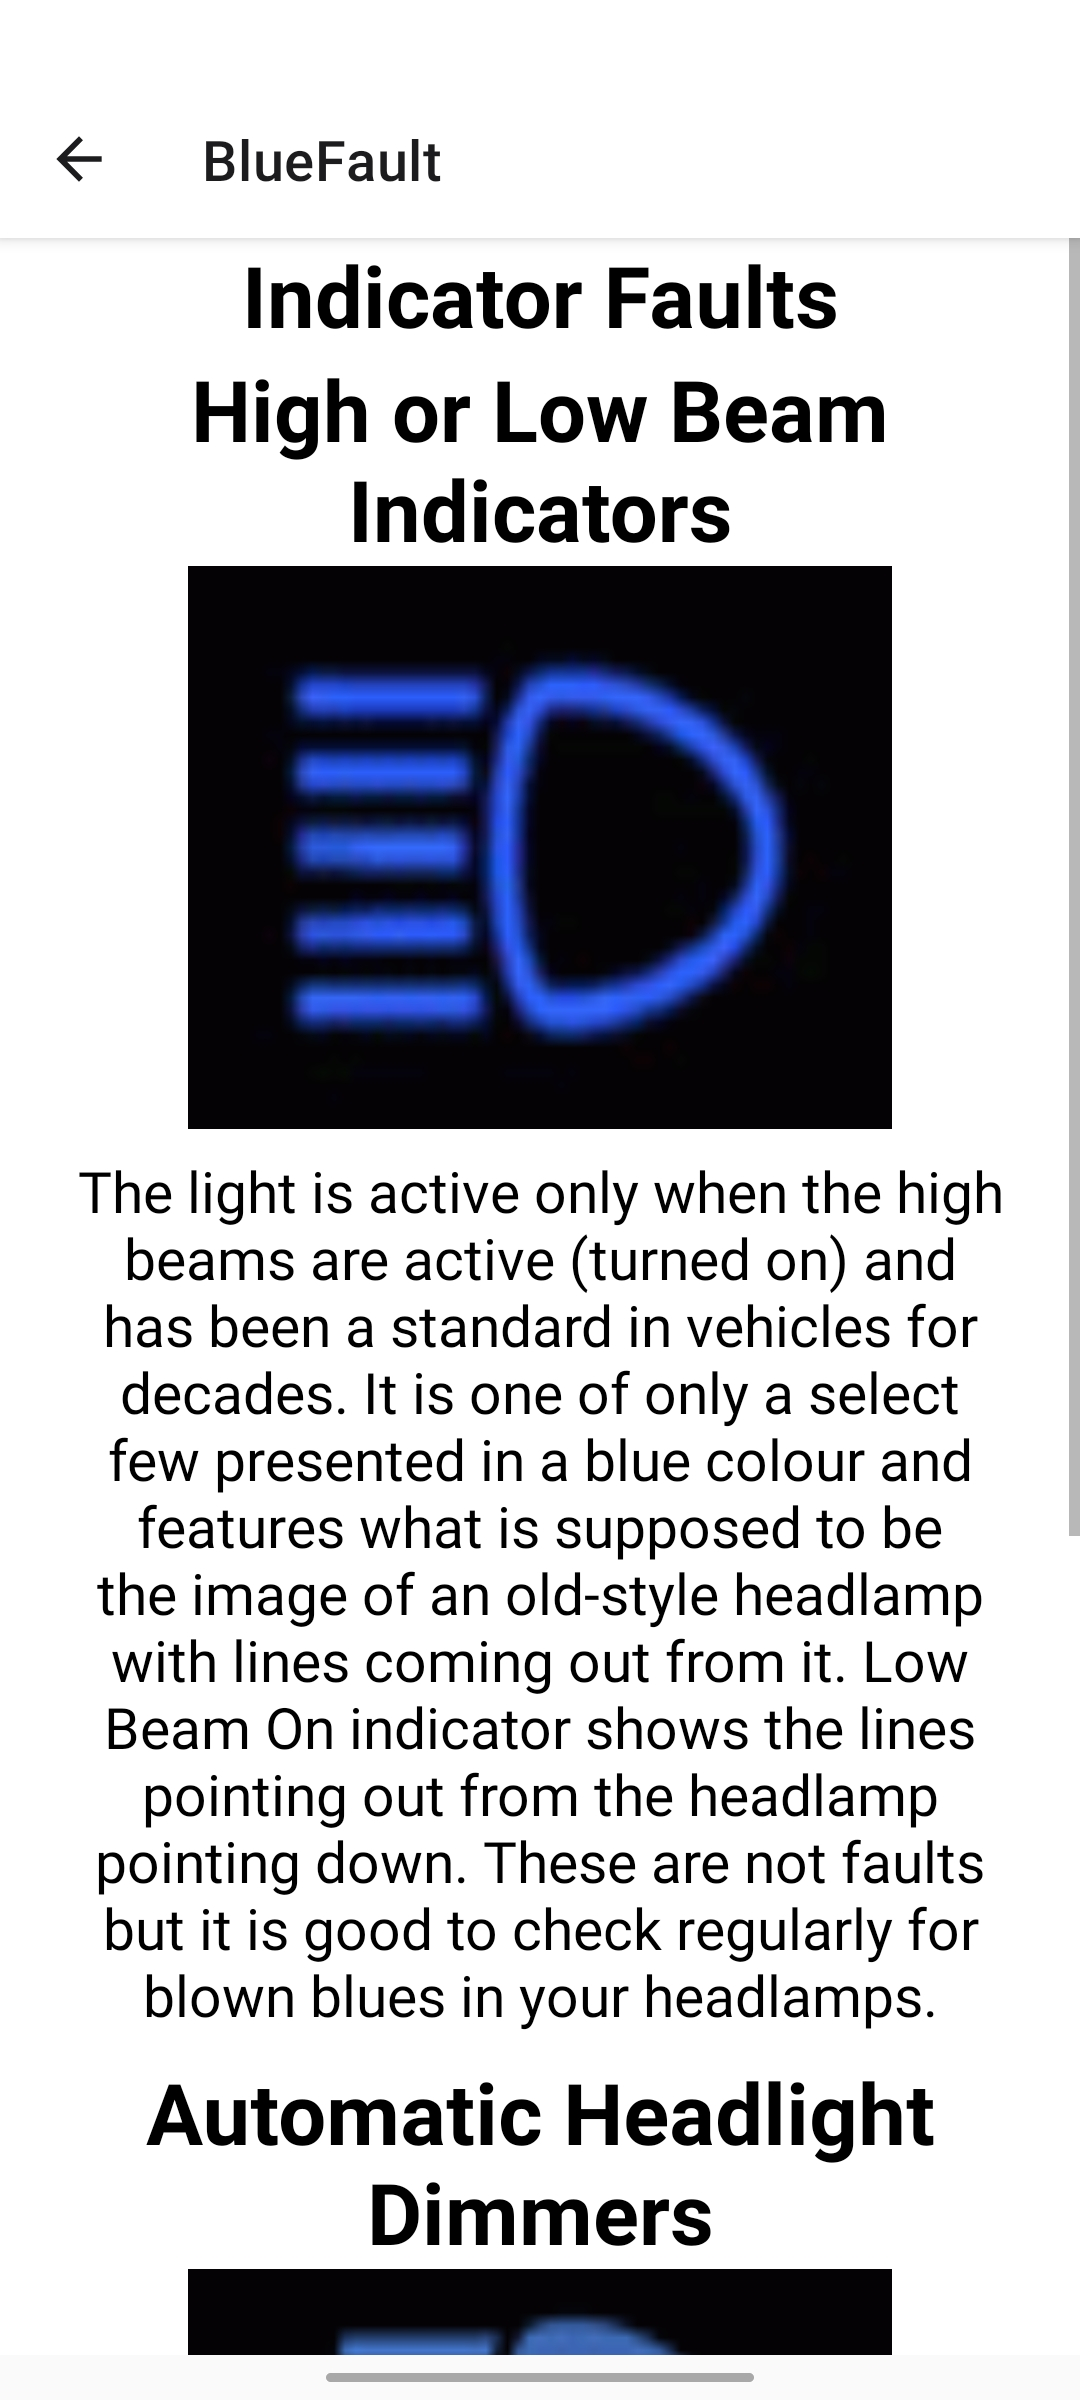 BlueFault
Indicator Faults
High or Low Beam
Indicators
The light is active only when the high
beams are active (turned on) and
has been a standard in vehicles for
decades. It is one of only a select
few presented in a blue colour and
features what is supposed to be
the image of an old-style headlamp
with lines coming out from it. Low
Beam On indicator shows the lines
pointing out from the headlamp
pointing down. These are not faults
but it is good to check regularly for
blown blues in your headlamps.
Automatic Headlight
Dimmers